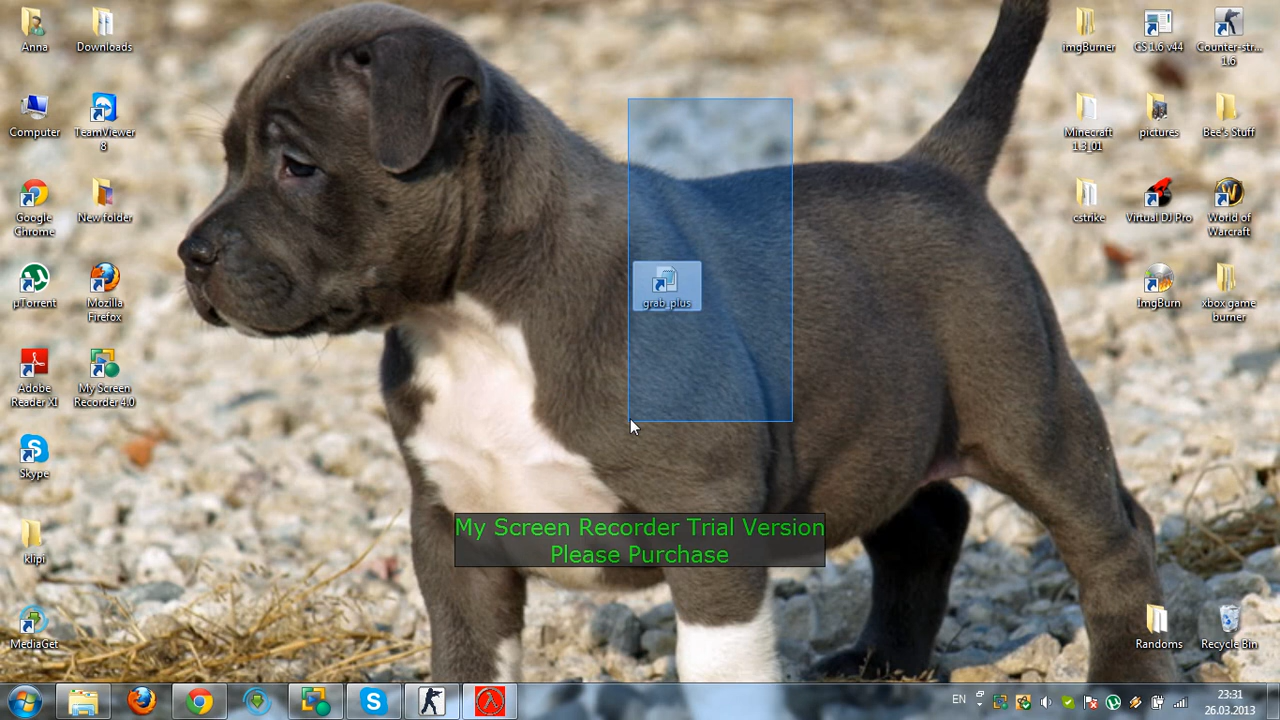 Anna
Downloads
imgBurner
CS 1.6 v44
Counter-str...
1.6
Computer
TeamViewer
8
Minecraft
1.3_01
pictures
Bee's Stuff
Google
Chrome
New folder
cstrike
Virtual DJ Pro
World of
Warcraft
µTorrent
Mozilla
Firefox
grab_plus
ImgBurn
xbox game
burner
Adobe
Reader XI
My Screen
Recorder 4.0
Skype
My Screen Recorder Trial Version
Please Purchase
klipi
MediaGet
Randoms
Recycle Bin
EN
23:31
26.03.2013